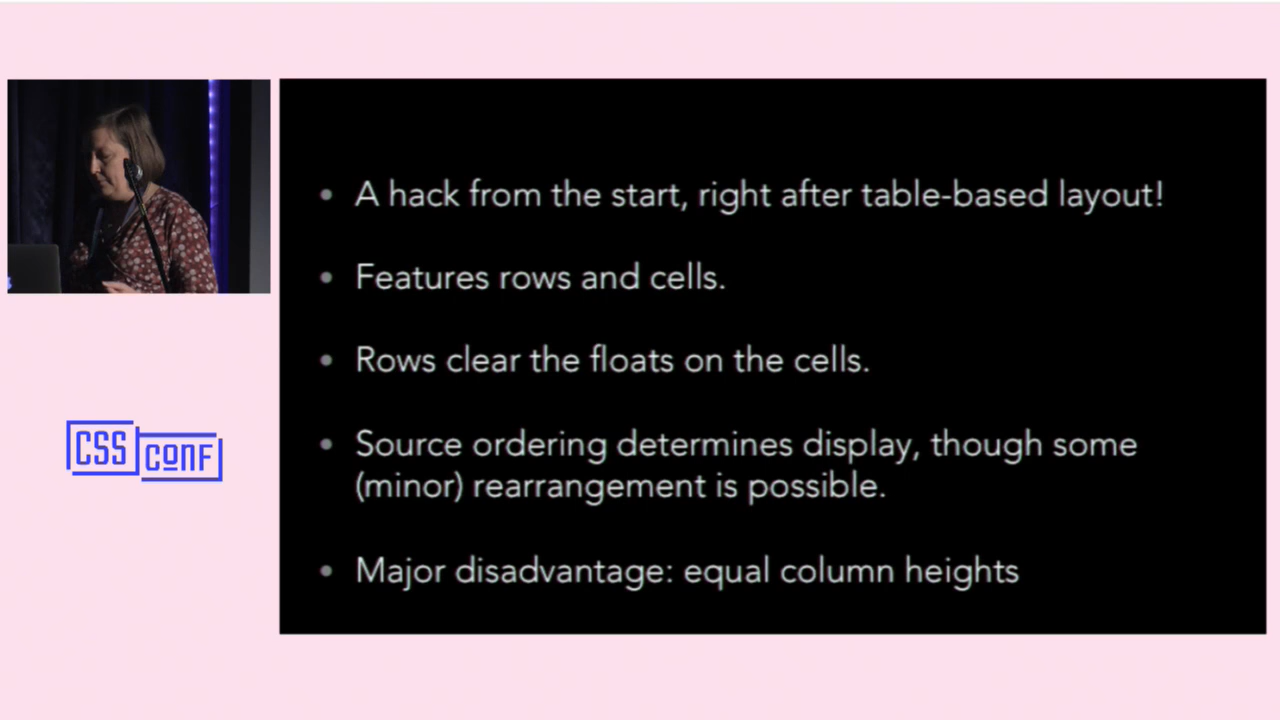 CSS
CONF
• A hack from the start, right after table-based layout!
• Features rows and cells.
• Rows clear the floats on the cells.
• Source ordering determines display, though some
(minor) rearrangement is possible.
• Major disadvantage: equal column heights